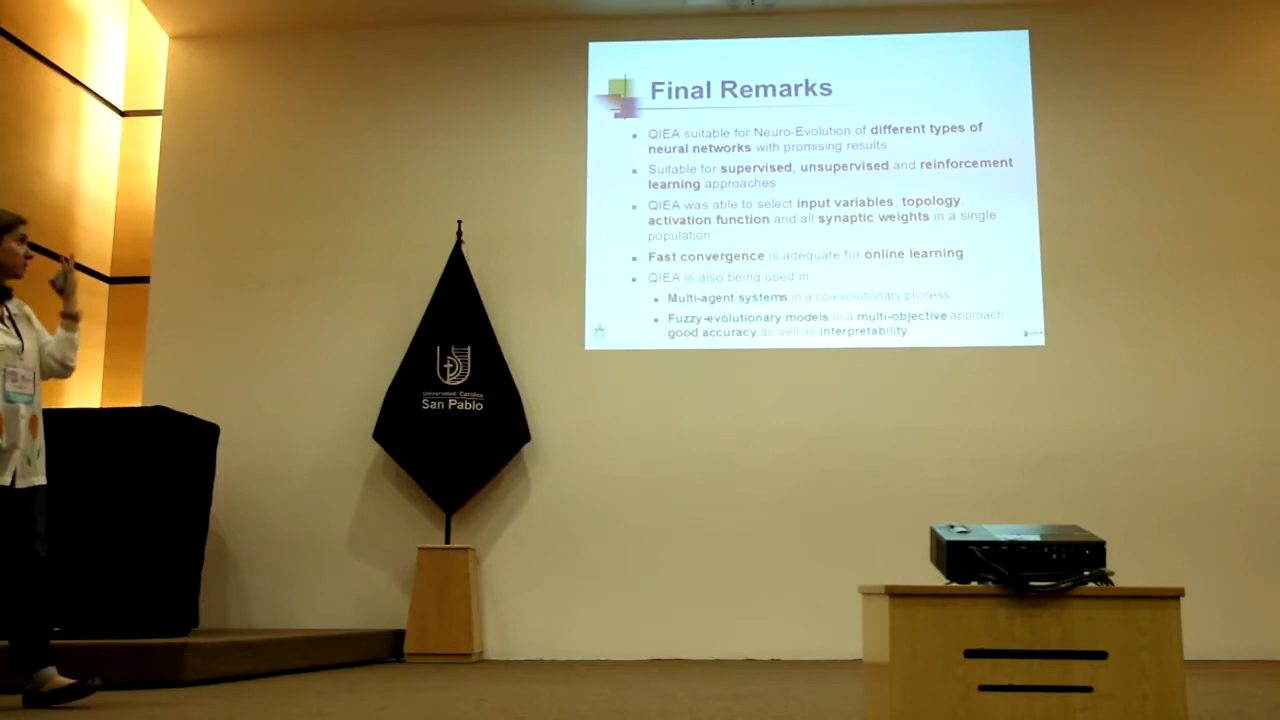 Final Remarks
QIEA suitable for Neuro-Evolution of different types of
neural networks with promising results
Suitable for supervised, unsupervised and reinforcement
learning approaches
QIEA was able to select input variables, topology,
activation function and all synaptic weights in a single
population
Fast convergence is adequate for online learning
QIEA is also being used in
Multi-agent systems in a co-evolutionary process
Fuzzy-evolutionary models in a multi-objective approach
good accuracy as well as interpretability
Universidad Católica
San Pablo